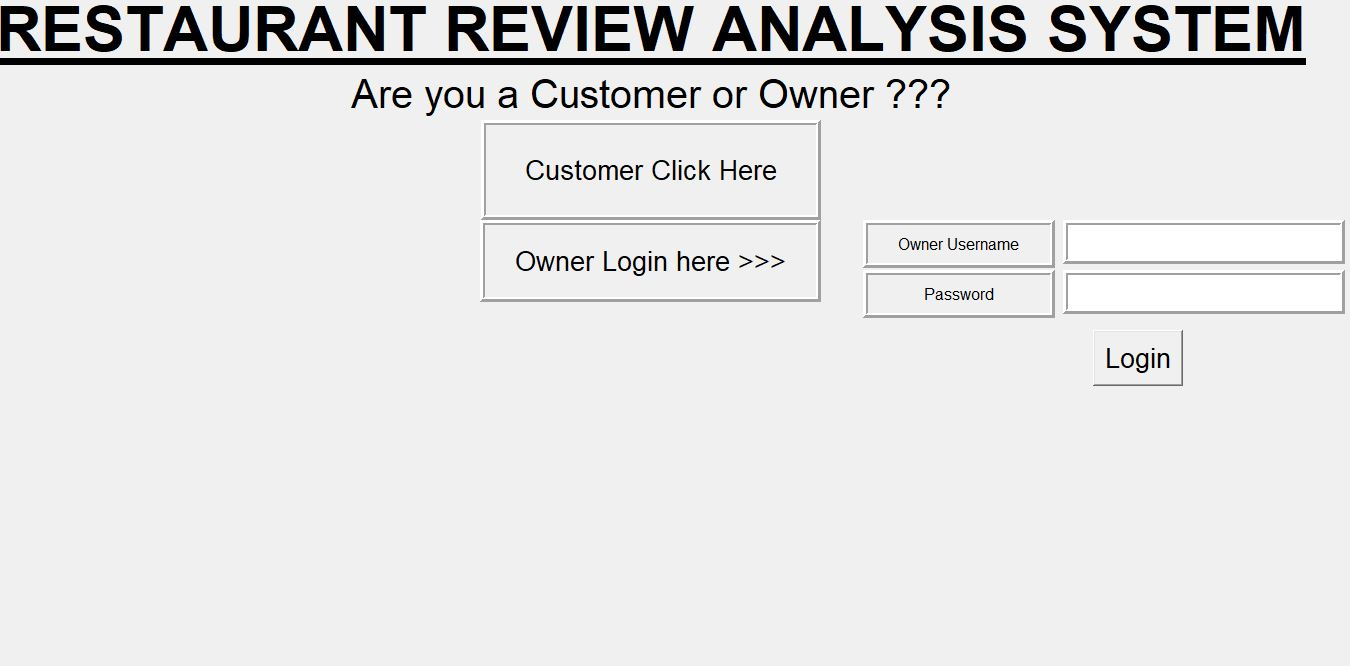 RESTAURANT REVIEW ANALYSIS SYSTEM
Are you a Customer or Owner ???
Customer Click Here
Owner Login here >>>
Owner Username
Password
Login